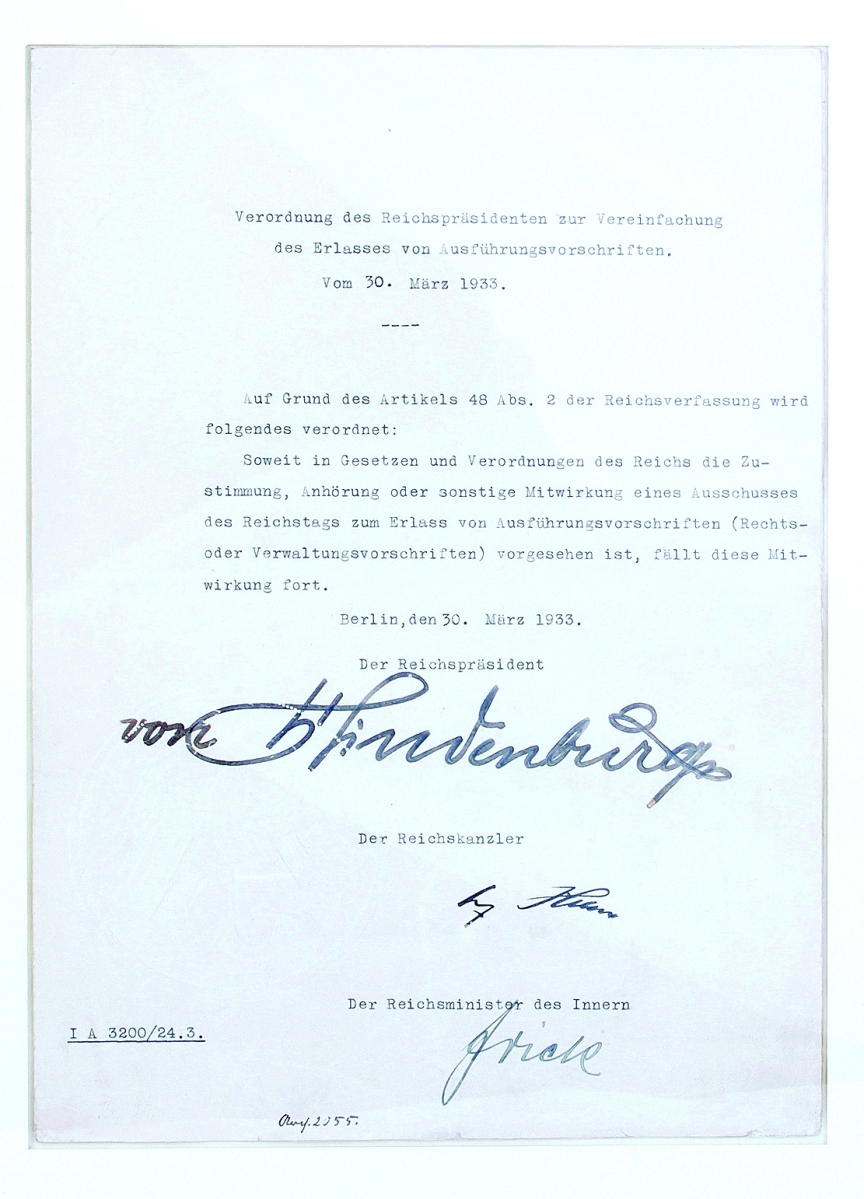 Verordnung des Reichspräsidenten zur Vereinfachung
des Erlasses von Ausführungsvorschriften.
Vom 30. März 1933.
----
Auf Grund des Artikels 48 Abs. 2 der Reichsverfassung wird
folgendes verordnet:
Soweit in Gesetzen und Verordnungen des Reichs die Zu-
stimmung, Anhörung oder sonstige Mitwirkung eines Ausschusses
des Reichstags zum Erlass von Ausführungsvorschriften (Rechts-
oder Verwaltungsvorschriften) vorgesehen ist, fällt diese Mit-
wirkung fort.
Berlin,den 30. März 1933.
Der Reichspräsident
von Hindenburg
Der Reichskanzler
Der Reichsminister des Innern
Frick
I A 3200/24.3.